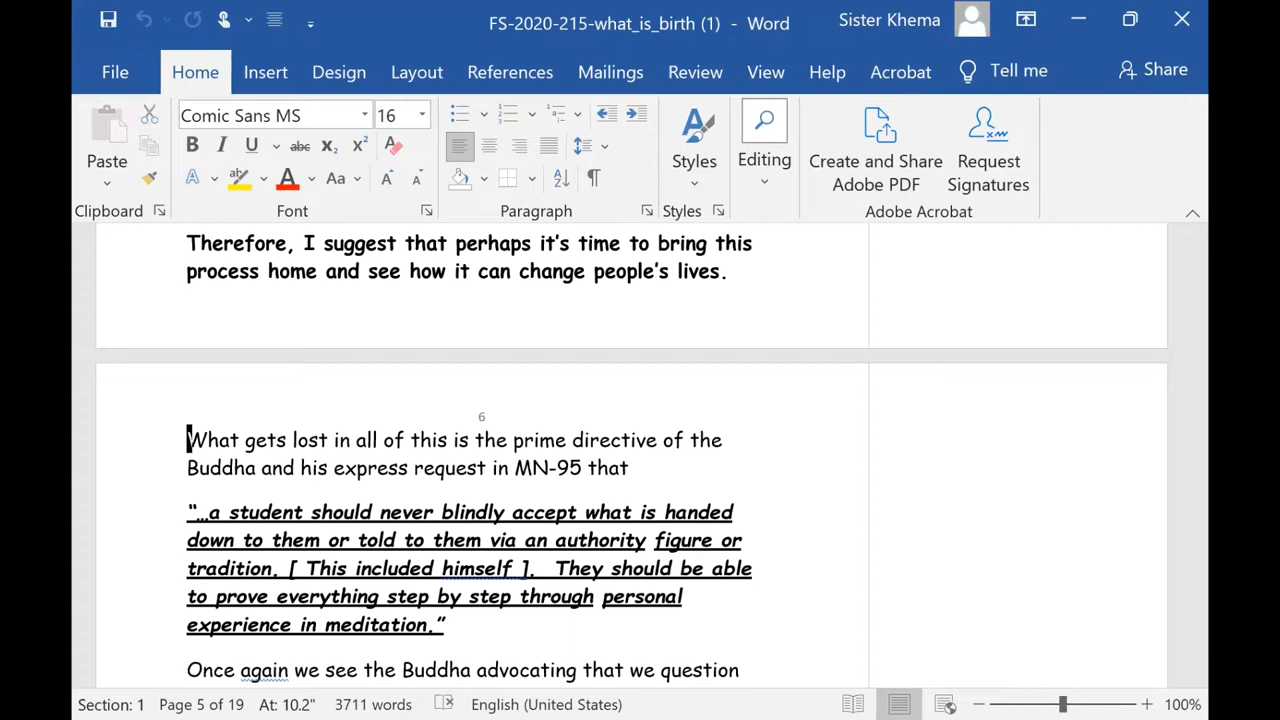 FS-2020-215-what_is_birth (1) - Word
Sister Khema
File Home Insert Design Layout References Mailings Review View Help Acrobat Tell me Share
Comic Sans MS 16
Paste
Styles
Editing
Create and Share Adobe PDF
Request Signatures
Clipboard Font Paragraph Styles Adobe Acrobat
Therefore, I suggest that perhaps it's time to bring this
process home and see how it can change people's lives.
6
What gets lost in all of this is the prime directive of the
Buddha and his express request in MN-95 that
"…a student should never blindly accept what is handed
down to them or told to them via an authority figure or
tradition. [ This included himself ]. They should be able
to prove everything step by step through personal
experience in meditation."
Once again we see the Buddha advocating that we question
Section: 1 Page 5 of 19 At: 10.2" 3711 words English (United States) 100%